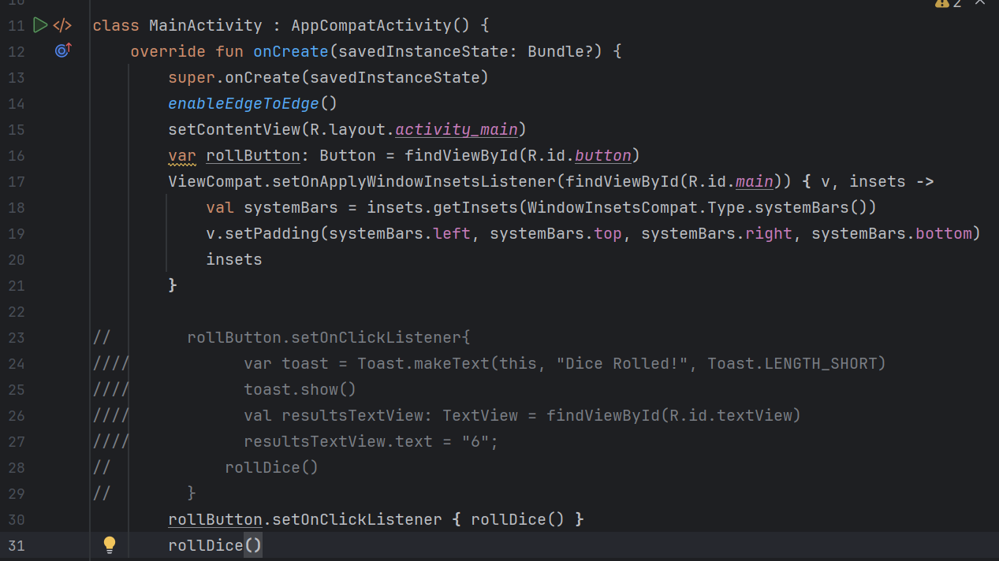 10
2
11 class MainActivity : AppCompatActivity() {
12     override fun onCreate(savedInstanceState: Bundle?) {
13         super.onCreate(savedInstanceState)
14         enableEdgeToEdge()
15         setContentView(R.layout.activity_main)
16         var rollButton: Button = findViewById(R.id.button)
17         ViewCompat.setOnApplyWindowInsetsListener(findViewById(R.id.main)) { v, insets ->
18             val systemBars = insets.getInsets(WindowInsetsCompat.Type.systemBars())
19             v.setPadding(systemBars.left, systemBars.top, systemBars.right, systemBars.bottom)
20             insets
21         }
22
23 //        rollButton.setOnClickListener{
24 ////            var toast = Toast.makeText(this, "Dice Rolled!", Toast.LENGTH_SHORT)
25 ////            toast.show()
26 ////            val resultsTextView: TextView = findViewById(R.id.textView)
27 ////            resultsTextView.text = "6";
28 //            rollDice()
29 //        }
30         rollButton.setOnClickListener { rollDice() }
31         rollDice()